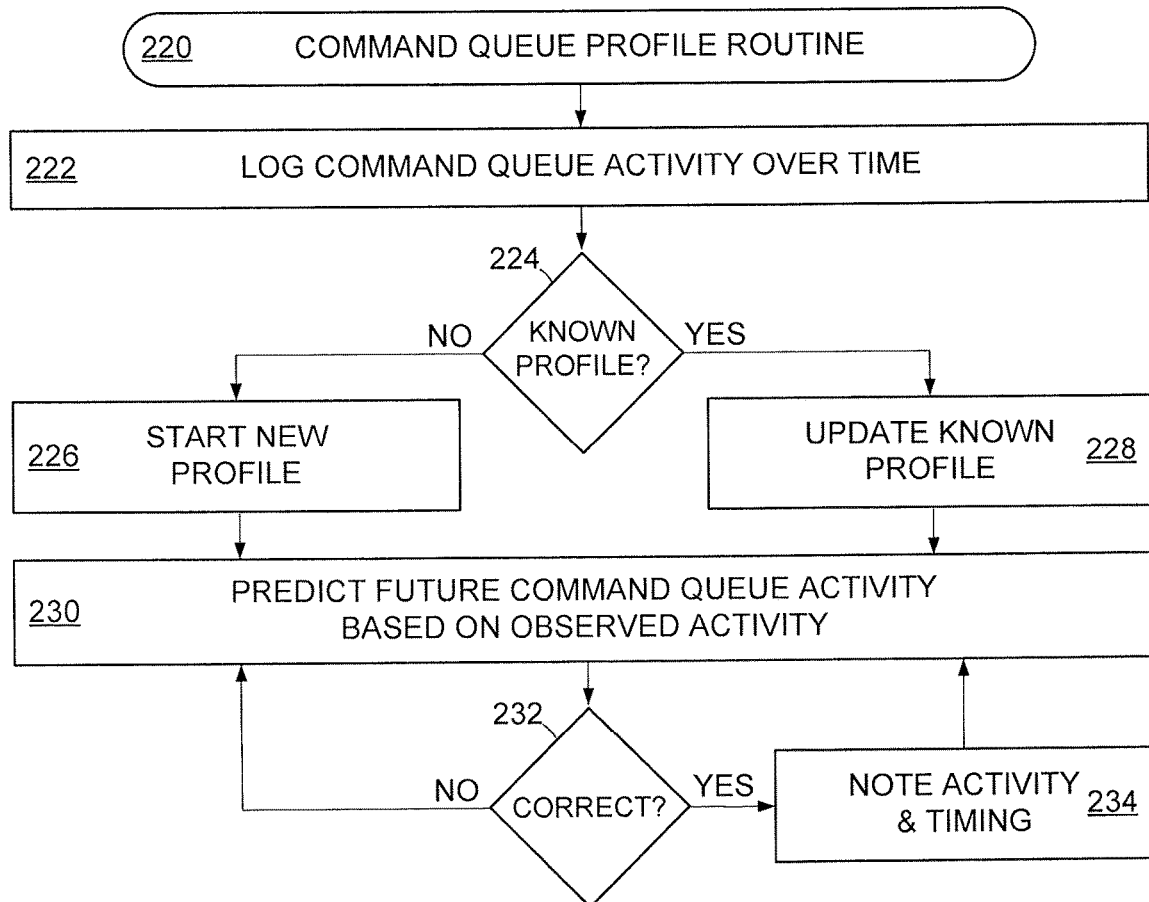 220 COMMAND QUEUE PROFILE ROUTINE
222 LOG COMMAND QUEUE ACTIVITY OVER TIME
224
NO
KNOWN
PROFILE?
YES
226
START NEW
PROFILE
UPDATE KNOWN
PROFILE
228
230
PREDICT FUTURE COMMAND QUEUE ACTIVITY
BASED ON OBSERVED ACTIVITY
232
NO
CORRECT?
YES
NOTE ACTIVITY
& TIMING
234